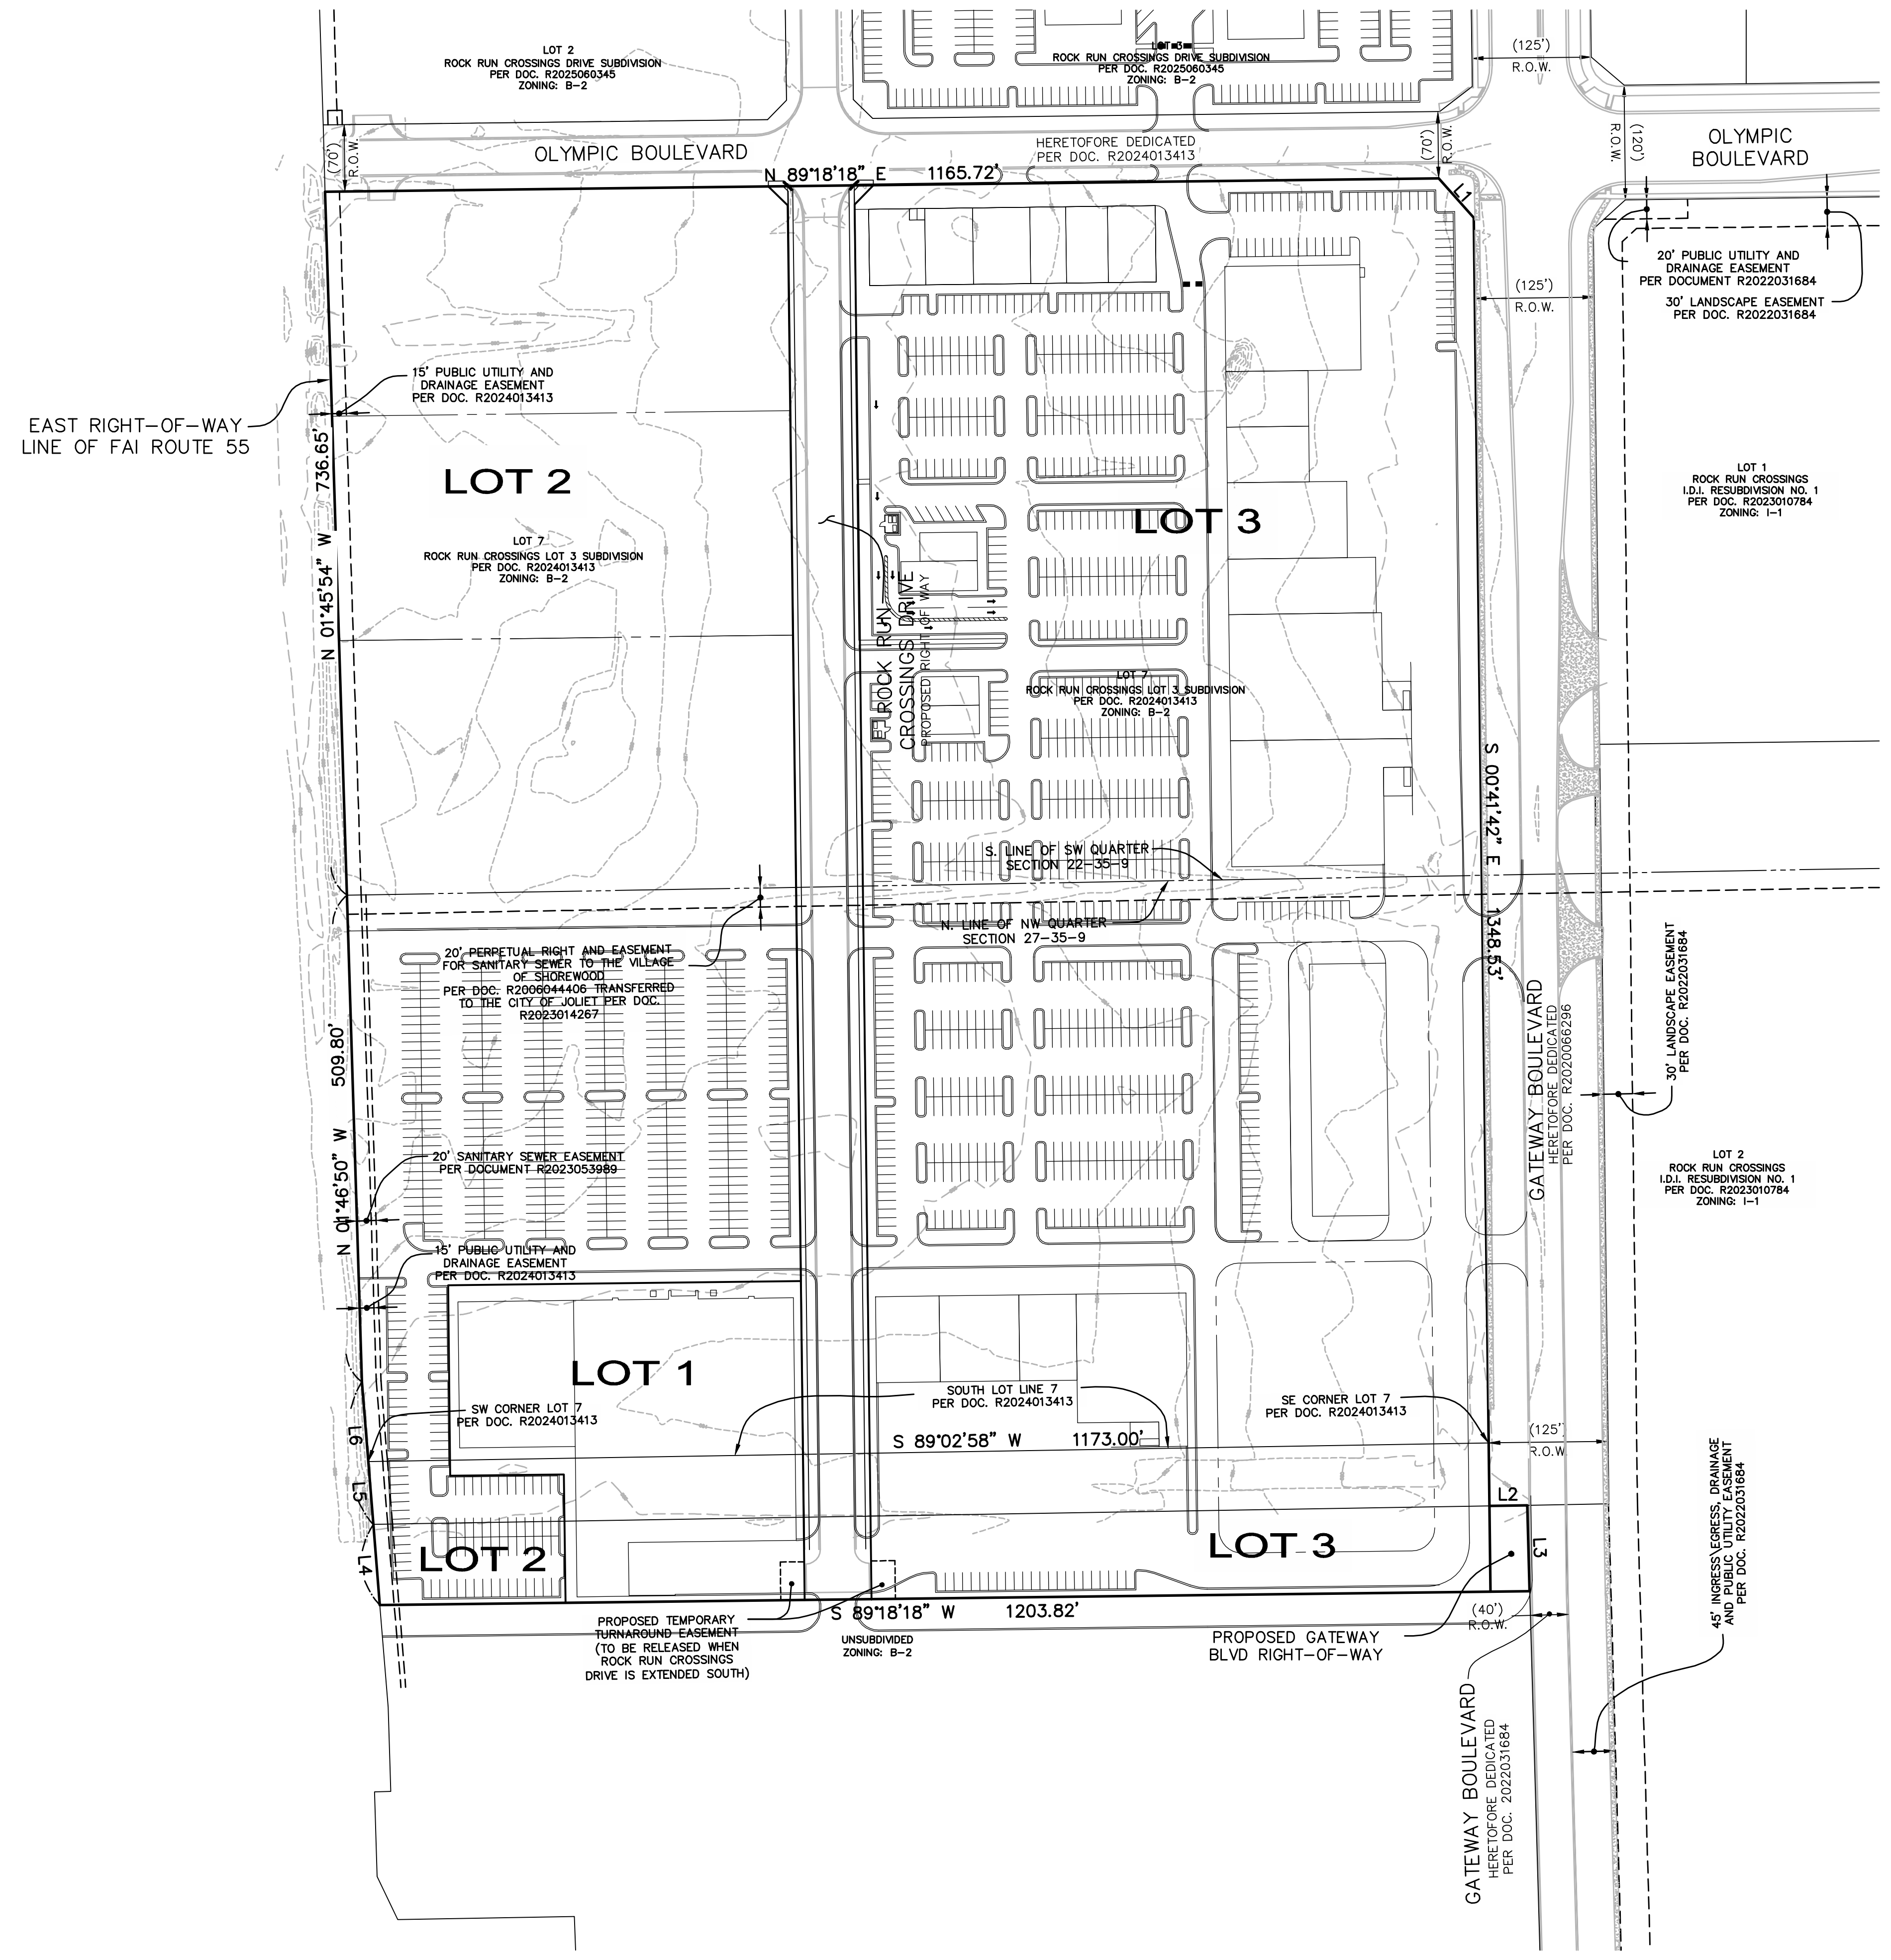 LOT 2
ROCK RUN CROSSINGS DRIVE SUBDIVISION
PER DOC. R2025060345
ZONING: B-2
LOT 3
ROCK RUN CROSSINGS DRIVE SUBDIVISION
PER DOC. R2025060345
ZONING: B-2
(125')
R.O.W.
(70')
R.O.W.
OLYMPIC BOULEVARD
HERETOFORE DEDICATED
PER DOC. R2024013413
(70')
R.O.W.
R.O.W.
(120')
OLYMPIC
BOULEVARD
N 89°18'18" E 1165.72'
L1
20' PUBLIC UTILITY AND
DRAINAGE EASEMENT
PER DOCUMENT R2022031684
30' LANDSCAPE EASEMENT
PER DOC. R2022031684
(125')
R.O.W.
15' PUBLIC UTILITY AND
DRAINAGE EASEMENT
PER DOC. R2024013413
EAST RIGHT-OF-WAY
LINE OF FAI ROUTE 55
N 01°45'54" W 736.65'
LOT 2
LOT 7
ROCK RUN CROSSINGS LOT 3 SUBDIVISION
PER DOC. R2024013413
ZONING: B-2
LOT 3
LOT 1
ROCK RUN CROSSINGS
I.D.I. RESUBDIVISION NO. 1
PER DOC. R2023010784
ZONING: I-1
ROCK RUN
CROSSINGS DRIVE
PROPOSED RIGHT OF WAY
LOT 7
ROCK RUN CROSSINGS LOT 3 SUBDIVISION
PER DOC. R2024013413
ZONING: B-2
S 00°41'42" E 1348.53'
S. LINE OF SW QUARTER
SECTION 22-35-9
N. LINE OF NW QUARTER
SECTION 27-35-9
20' PERPETUAL RIGHT AND EASEMENT
FOR SANITARY SEWER TO THE VILLAGE
OF SHOREWOOD
PER DOC. R2006044406 TRANSFERRED
TO THE CITY OF JOLIET PER DOC.
R2023014267
N 01°46'50" W 509.80'
GATEWAY BOULEVARD
HERETOFORE DEDICATED
PER DOC. R2020066296
30' LANDSCAPE EASEMENT
PER DOC. R2022031684
20' SANITARY SEWER EASEMENT
PER DOCUMENT R2023053989
LOT 2
ROCK RUN CROSSINGS
I.D.I. RESUBDIVISION NO. 1
PER DOC. R2023010784
ZONING: I-1
15' PUBLIC UTILITY AND
DRAINAGE EASEMENT
PER DOC. R2024013413
LOT 1
SW CORNER LOT 7
PER DOC. R2024013413
SOUTH LOT LINE 7
PER DOC. R2024013413
SE CORNER LOT 7
PER DOC. R2024013413
S 89°02'58" W 1173.00'
(125')
R.O.W
L6
L5
L4
L2
L3
LOT 2
LOT 3
45' INGRESS\EGRESS, DRAINAGE
AND PUBLIC UTILITY EASEMENT
PER DOC. R2022031684
S 89°18'18" W 1203.82'
(40')
R.O.W.
PROPOSED TEMPORARY
TURNAROUND EASEMENT
(TO BE RELEASED WHEN
ROCK RUN CROSSINGS
DRIVE IS EXTENDED SOUTH)
UNSUBDIVIDED
ZONING: B-2
PROPOSED GATEWAY
BLVD RIGHT-OF-WAY
GATEWAY BOULEVARD
HERETOFORE DEDICATED
PER DOC. 2022031684